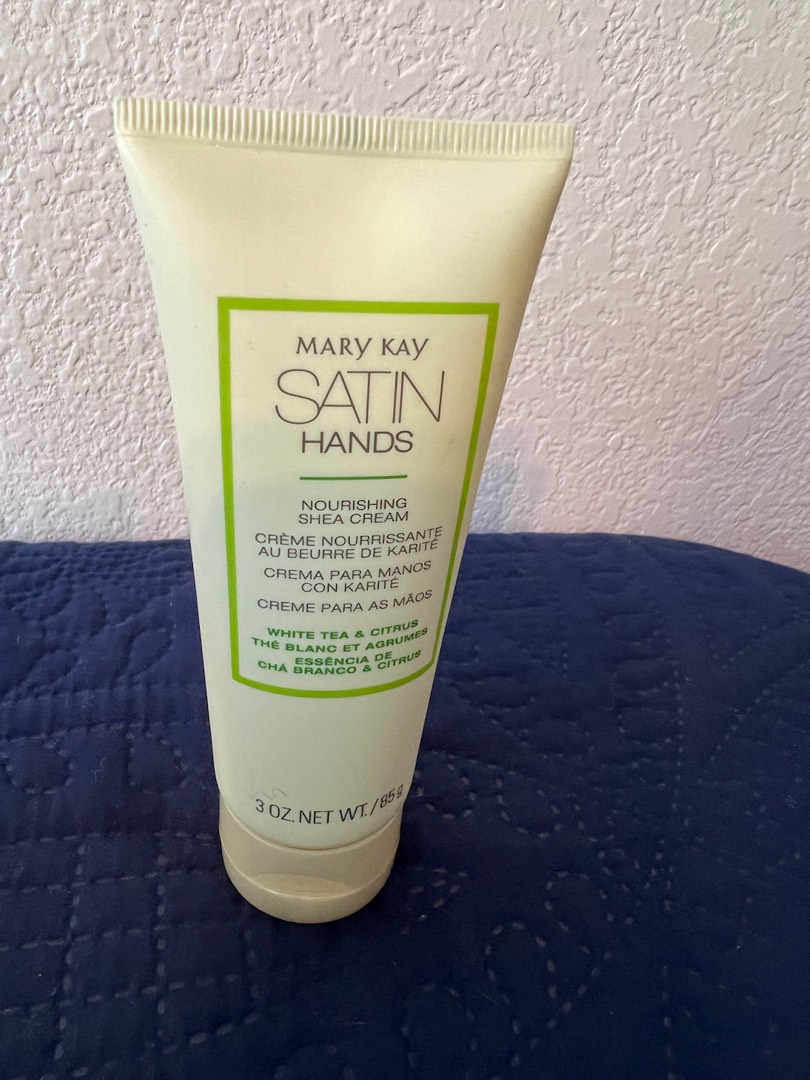 MARY KAY
SATIN
HANDS
NOURISHING
SHEA CREAM
CRÈME NOURRISSANTE
AU BEURRE DE KARITÉ
CREMA PARA MANOS
CON KARITÉ
CREME PARA AS MÃOS
WHITE TEA & CITRUS
THÉ BLANC ET AGRUMES
ESSÊNCIA DE
CHÁ BRANCO & CITRUS
3 OZ. NET WT. / 85 g